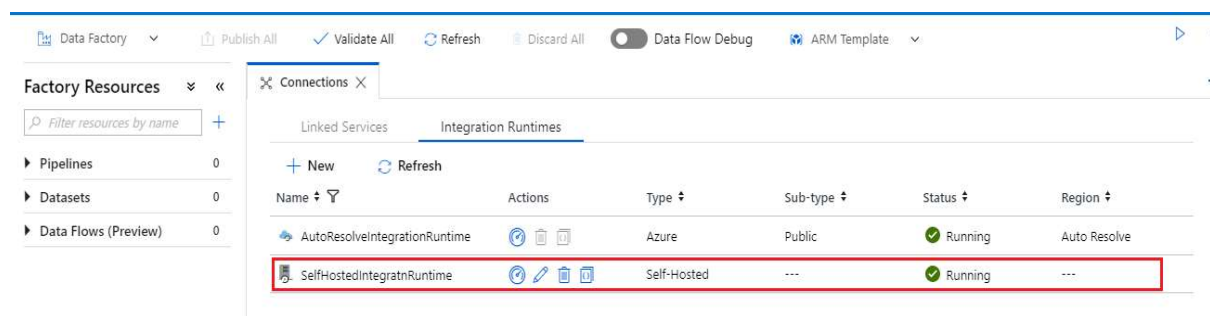 Data Factory Publish All Validate All Refresh Discard All Data Flow Debug ARM Template
Factory Resources
Filter resources by name
Pipelines 0
Datasets 0
Data Flows (Preview) 0
Connections
Linked Services Integration Runtimes
New Refresh
Name Actions Type Sub-type Status Region
AutoResolveIntegrationRuntime Azure Public Running Auto Resolve
SelfHostedIntegratnRuntime Self-Hosted --- Running ---